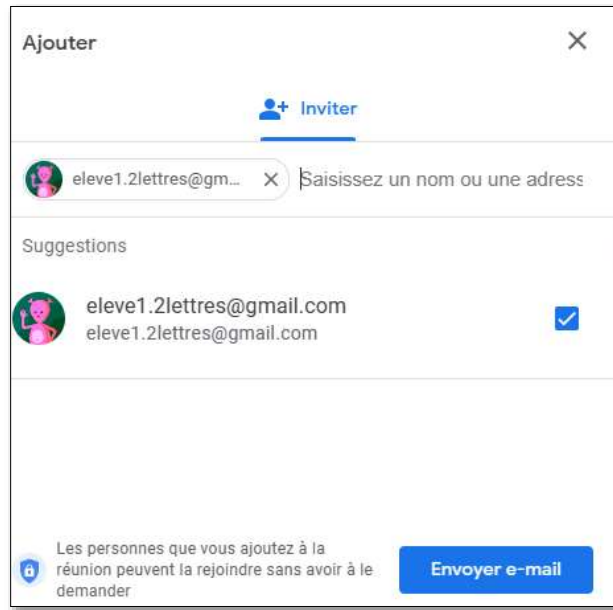 Ajouter
Inviter
eleve1.2lettres@gm... Saisissez un nom ou une adress
Suggestions
eleve1.2lettres@gmail.com
eleve1.2lettres@gmail.com
Les personnes que vous ajoutez à la
réunion peuvent la rejoindre sans avoir à le
demander
Envoyer e-mail